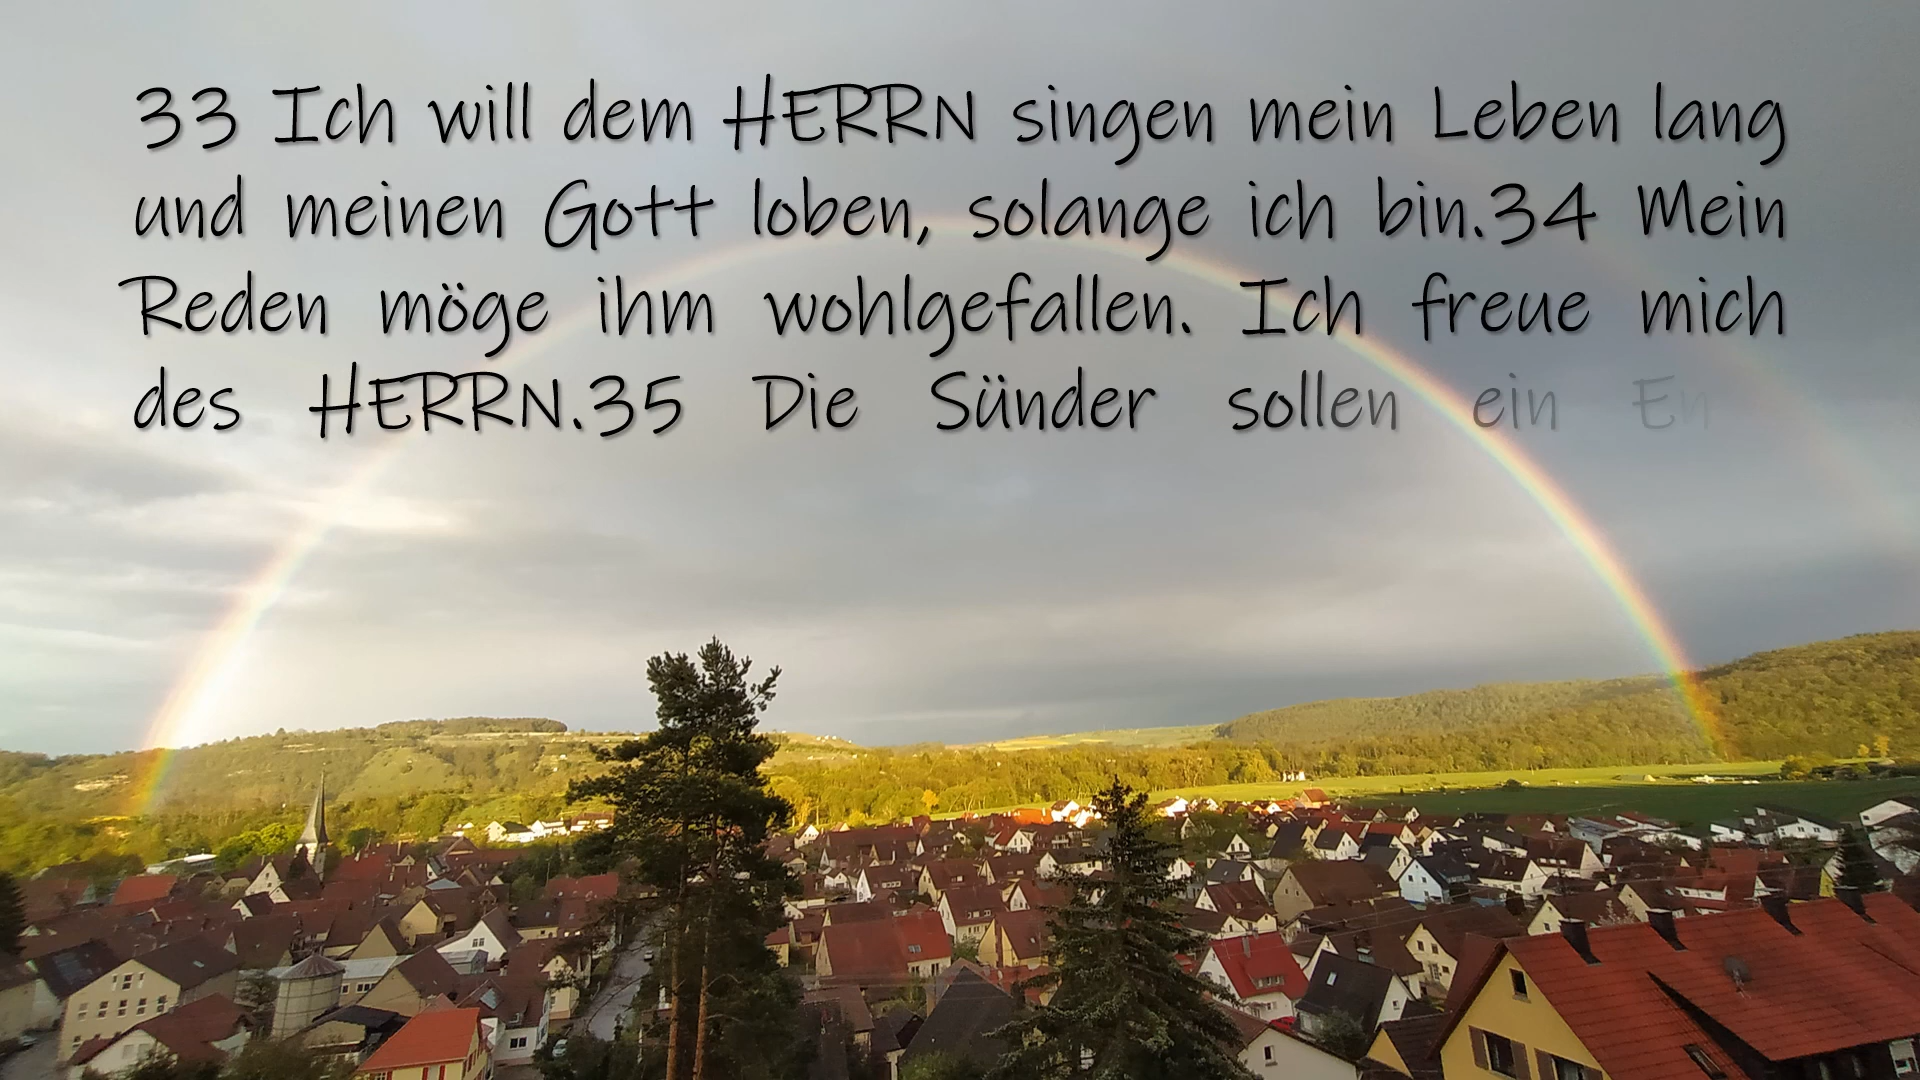 33 Ich will dem HERRN singen mein Leben lang
und meinen Gott loben, solange ich bin.34 Mein
Reden möge ihm wohlgefallen. Ich freue mich
des HERRN.35 Die Sünder sollen ein En